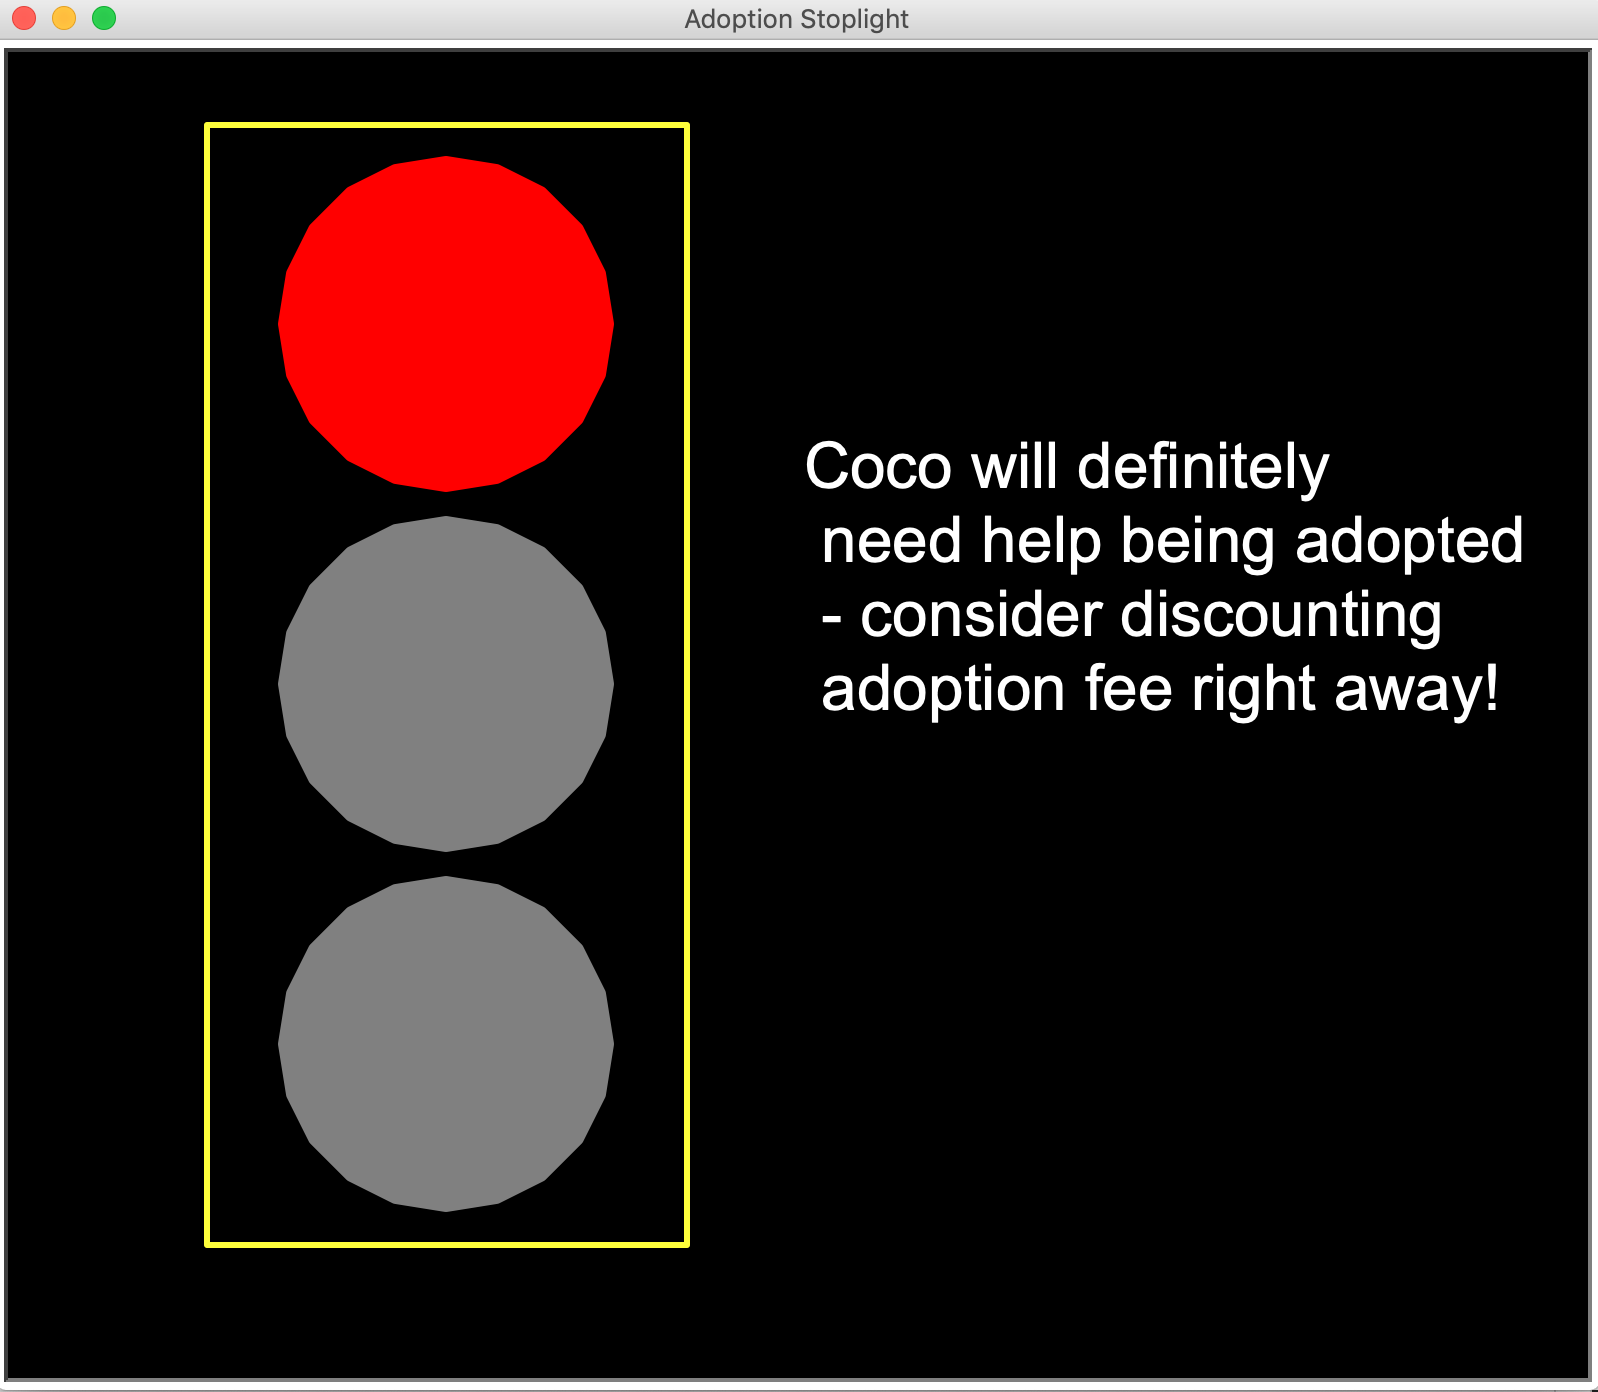 Adoption Stoplight
Coco will definitely
need help being adopted
- consider discounting
adoption fee right away!